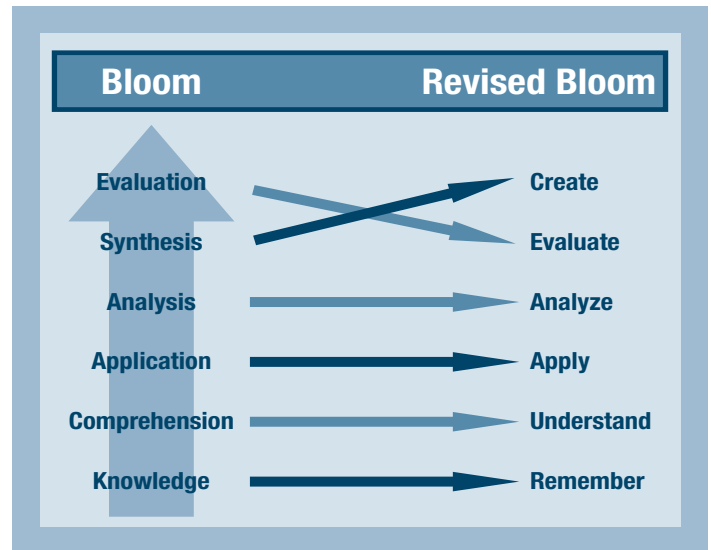 Bloom Revised Bloom
Evaluation Create
Synthesis Evaluate
Analysis Analyze
Application Apply
Comprehension Understand
Knowledge Remember